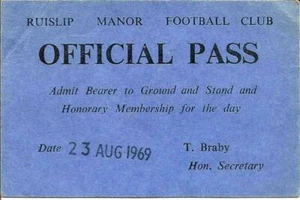 RUISLIP MANOR FOOTBALL CLUB
OFFICIAL PASS
Admit Bearer to Ground and Stand and
Honorary Membership for the day
Date 23 AUG 1969 T. Braby
Hon. Secretary